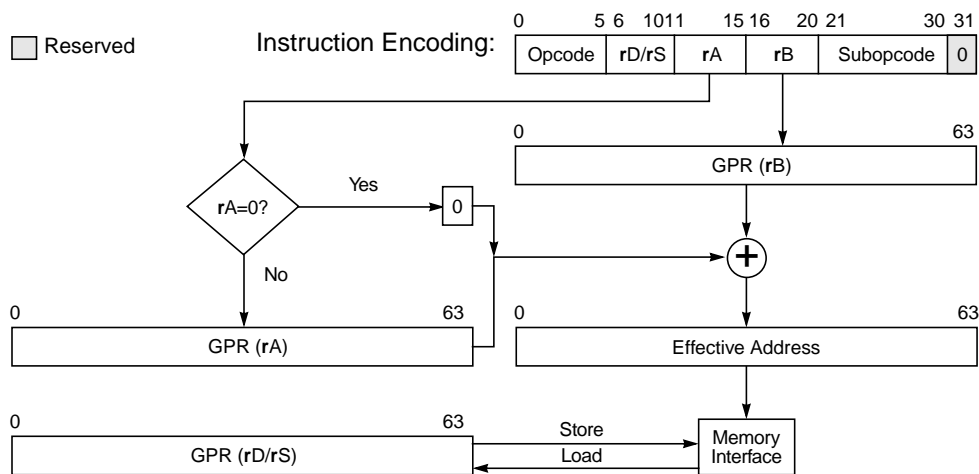 0 5 6 1011 15 16 20 21 30 31
Reserved
Instruction Encoding:
Opcode rD/rS rA rB Subopcode 0
0 63
GPR (rB)
Yes
rA=0?
0
+
No
0 63
0 63
GPR (rA)
Effective Address
0 63
Store
GPR (rD/rS)
Load
Memory
Interface